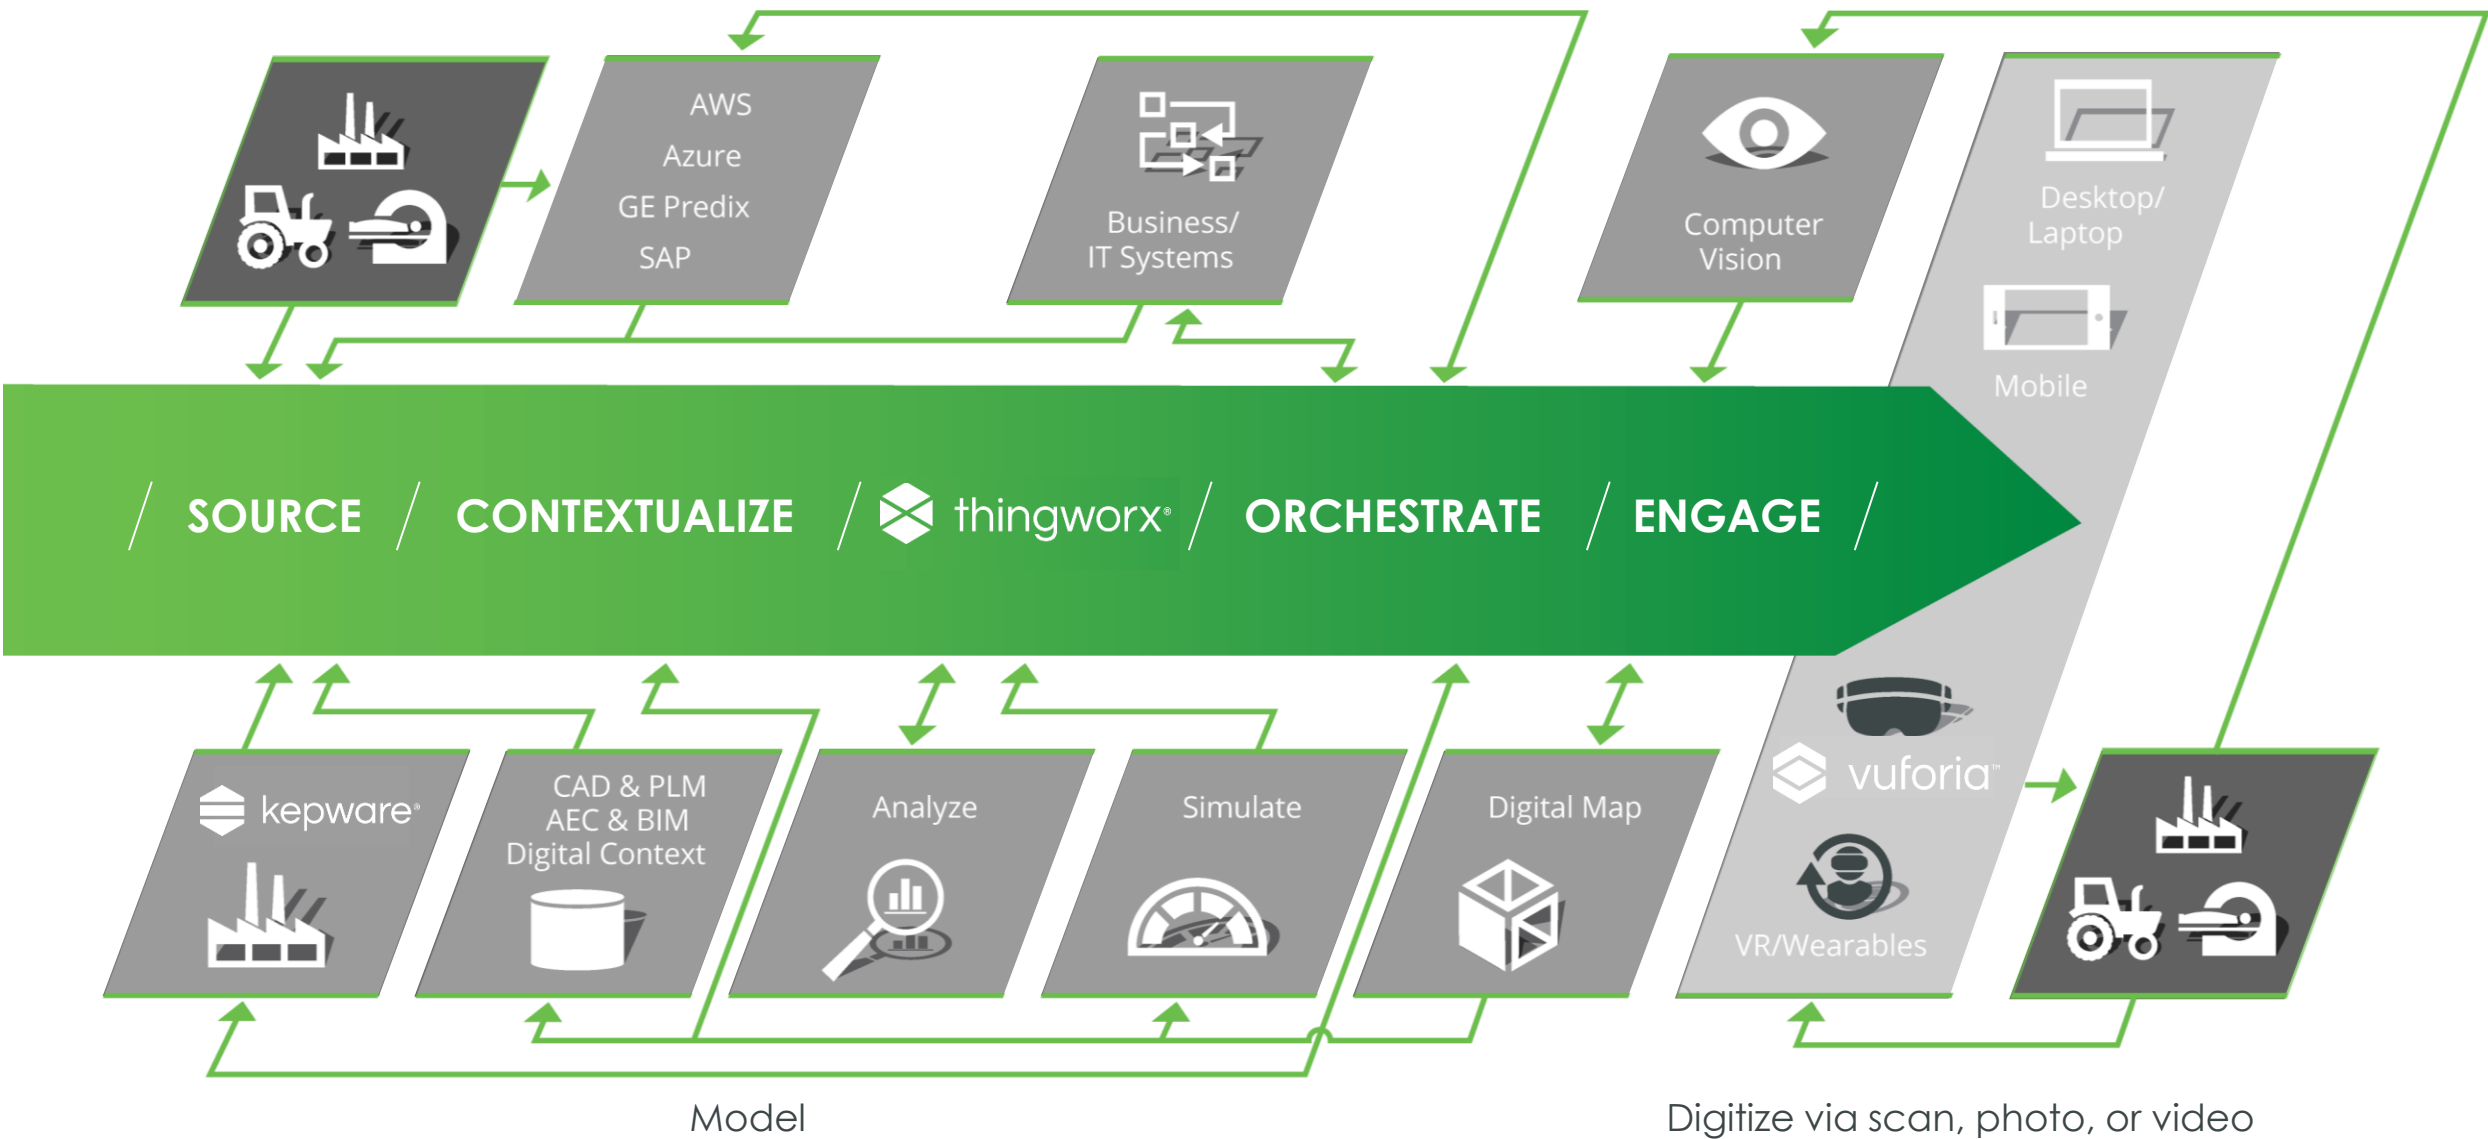 AWS
Azure
GE Predix
SAP
Business/
IT Systems
Computer
Vision
Desktop/
Laptop
Mobile
/ SOURCE / CONTEXTUALIZE / thingworx® / ORCHESTRATE / ENGAGE /
kepware®
CAD & PLM
AEC & BIM
Digital Context
Analyze
Simulate
Digital Map
vuforia™
VR/Wearables
Model
Digitize via scan, photo, or video